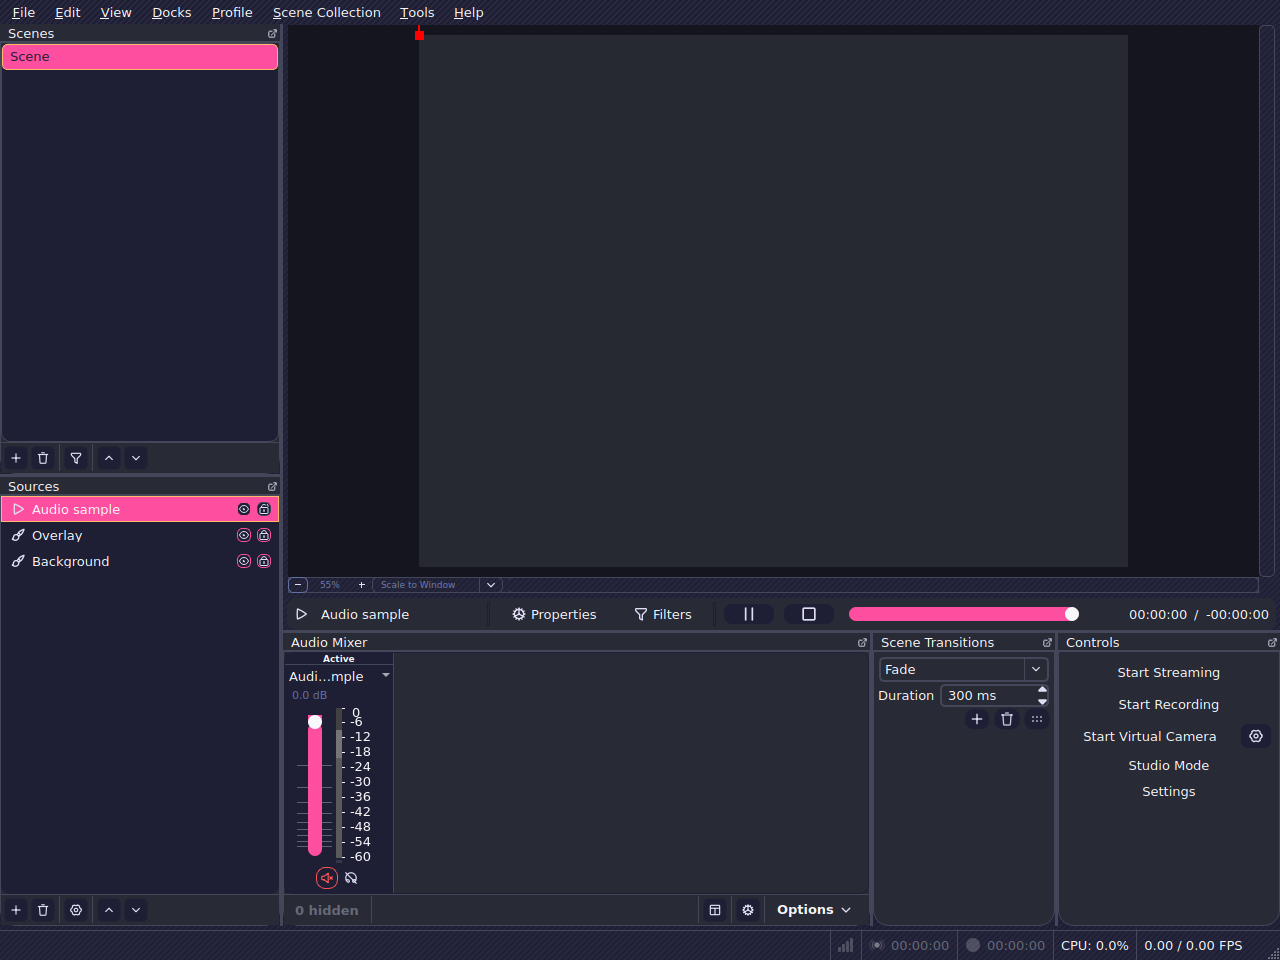 File Edit View Docks Profile Scene Collection Tools Help
Scenes
Scene
Sources
Audio sample
Overlay
Background
55% Scale to Window
Audio sample Properties Filters 00:00:00 / -00:00:00
Audio Mixer
Active
Audi...mple
0.0 dB
0
-6
-12
-18
-24
-30
-36
-42
-48
-54
-60
0 hidden Options
Scene Transitions
Fade
Duration 300 ms
Controls
Start Streaming
Start Recording
Start Virtual Camera
Studio Mode
Settings
00:00:00 00:00:00 CPU: 0.0% 0.00 / 0.00 FPS